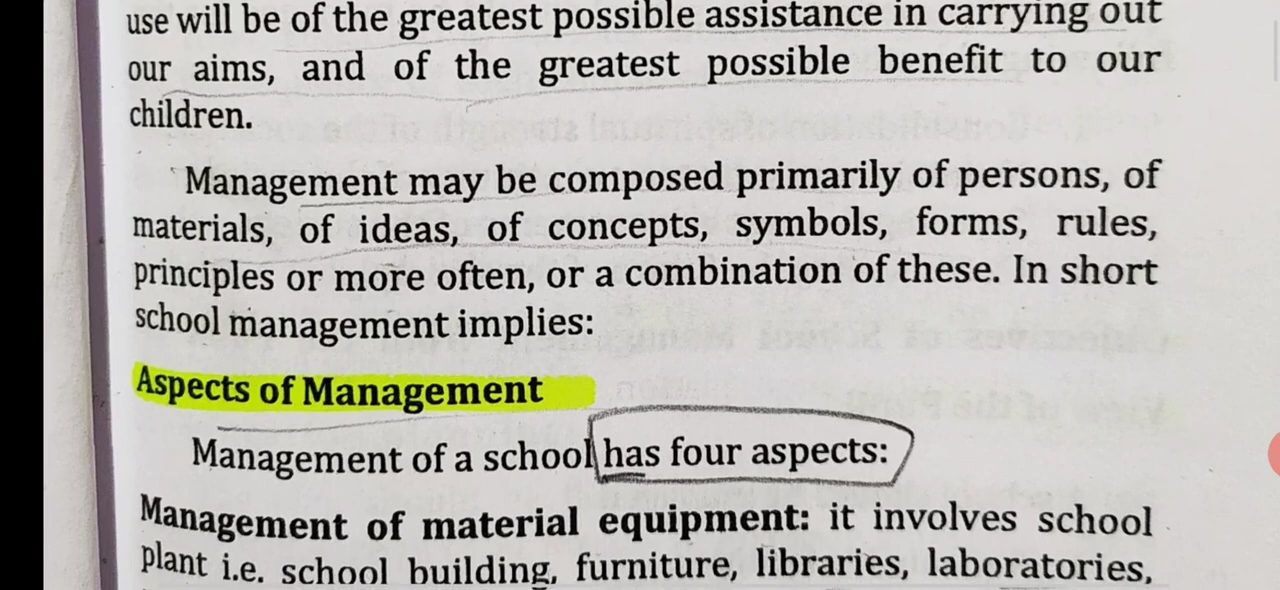 use will be of the greatest possible assistance in carrying out
our aims, and of the greatest possible benefit to our
children.
Management may be composed primarily of persons, of
materials, of ideas, of concepts, symbols, forms, rules,
principles or more often, or a combination of these. In short
school management implies:
Aspects of Management
Management of a school has four aspects:
Management of material equipment: it involves school
plant i.e. school building, furniture, libraries, laboratories,